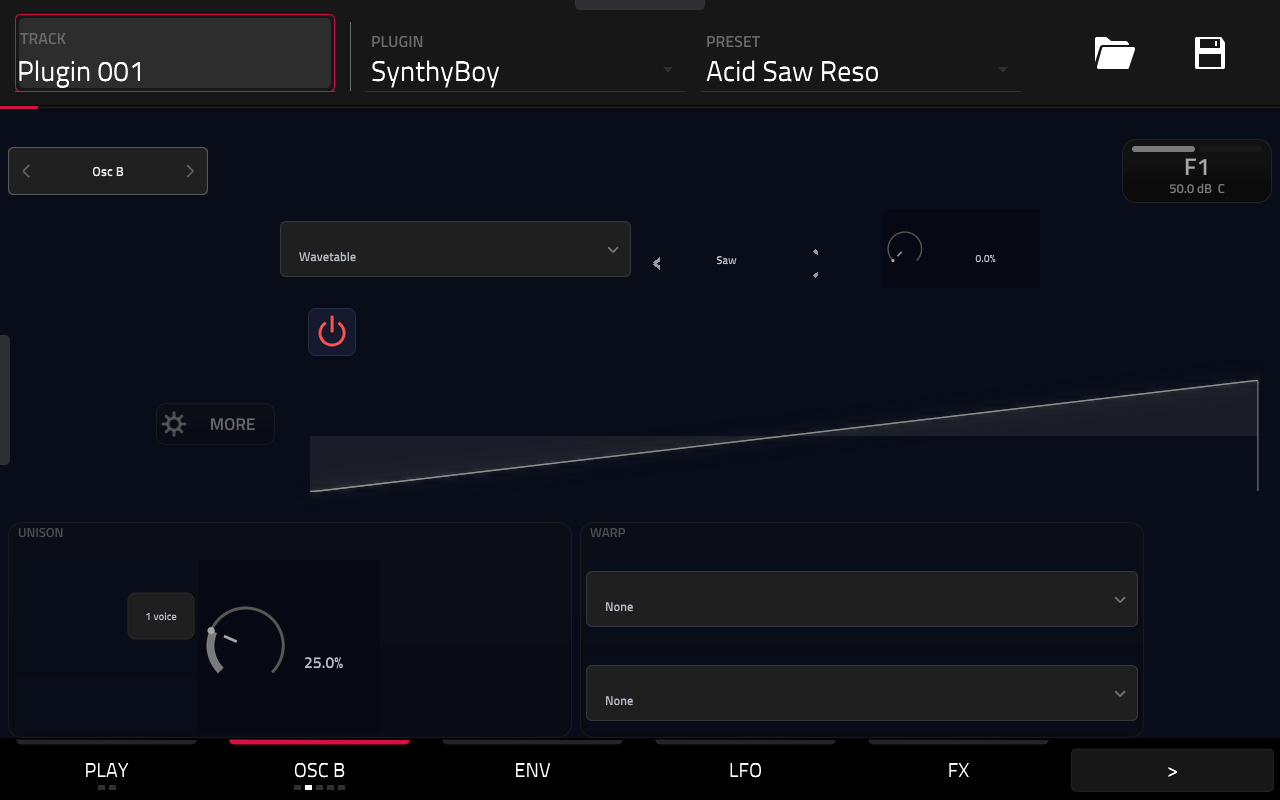 TRACK
Plugin 001
PLUGIN
SynthyBoy
PRESET
Acid Saw Reso
Osc B
F1
50.0 dB C
Wavetable
Saw
0.0%
MORE
UNISON
1 voice
25.0%
WARP
None
None
PLAY
OSC B
ENV
LFO
FX
>